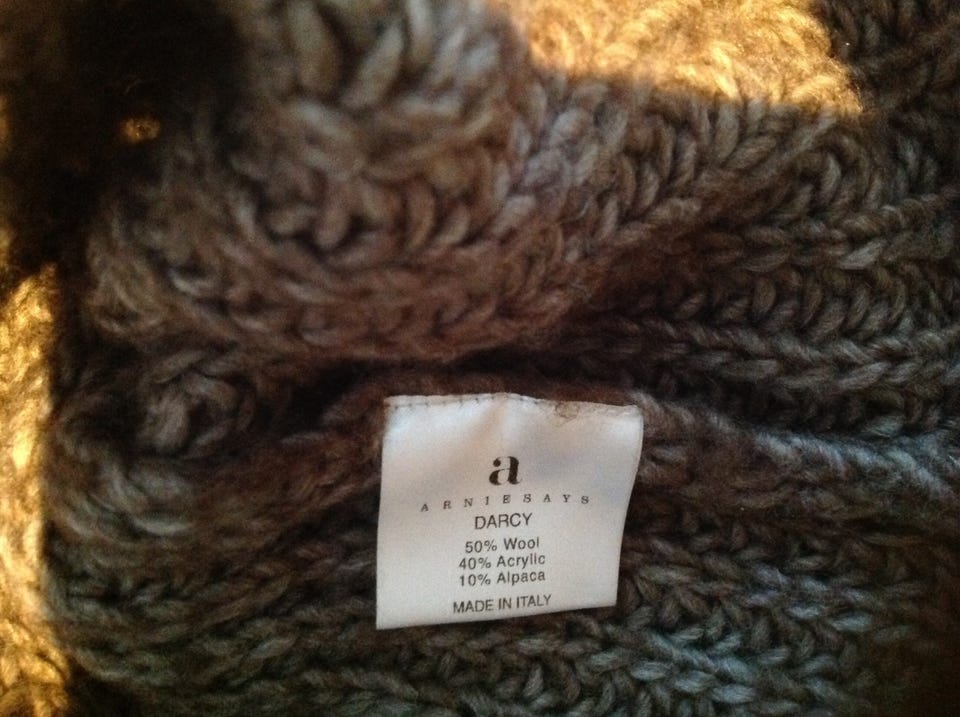 a
ARNIESAYS
DARCY
50% Wool
40% Acrylic
10% Alpaca
MADE IN ITALY